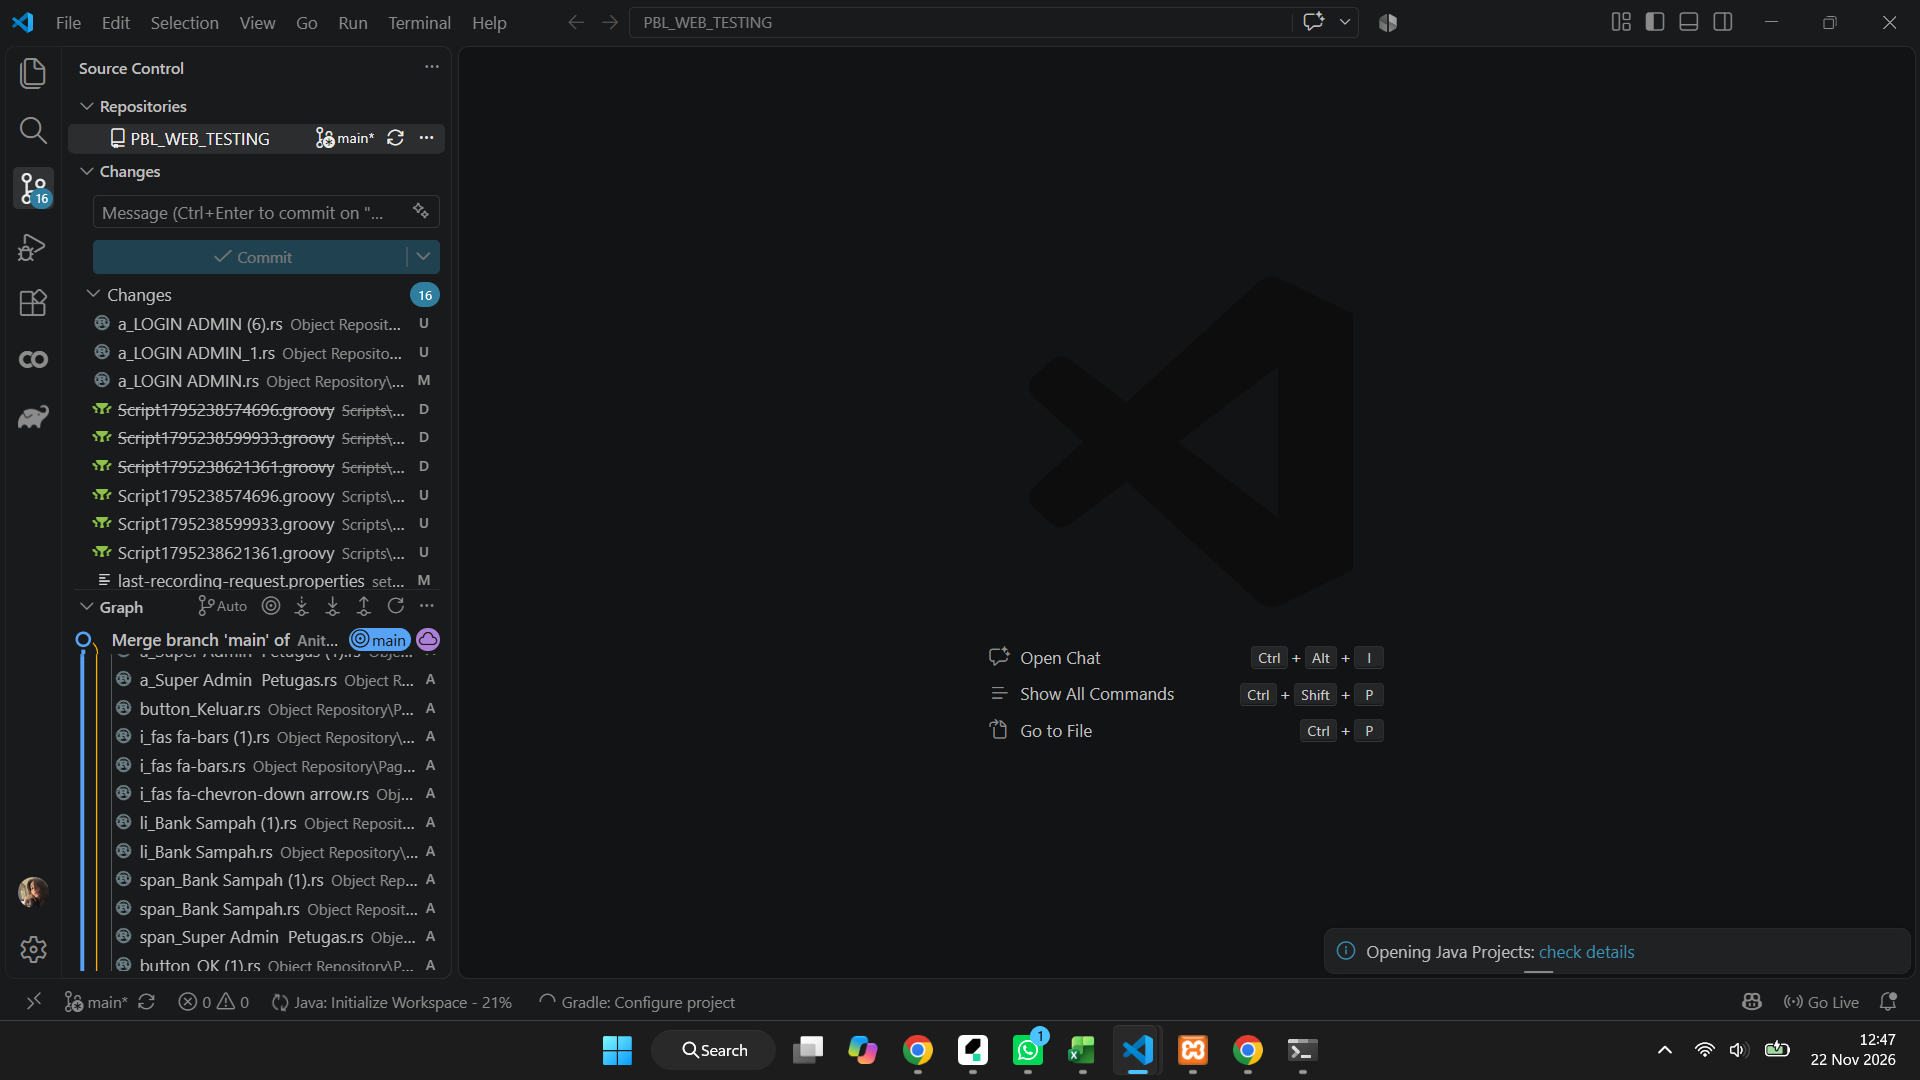 File Edit Selection View Go Run Terminal Help
PBL_WEB_TESTING
Source Control
Repositories
PBL_WEB_TESTING main*
Changes
16
Message (Ctrl+Enter to commit on "...
Commit
Changes 16
a_LOGIN ADMIN (6).rs Object Reposit... U
a_LOGIN ADMIN_1.rs Object Reposito... U
a_LOGIN ADMIN.rs Object Repository\... M
Script1795238574696.groovy Scripts\... D
Script1795238599933.groovy Scripts\... D
Script1795238621361.groovy Scripts\... D
Script1795238574696.groovy Scripts\... U
Script1795238599933.groovy Scripts\... U
Script1795238621361.groovy Scripts\... U
last-recording-request.properties set... M
Graph Auto
Merge branch 'main' of Anit... main
a_Super Admin Petugas.rs Object R... A
button_Keluar.rs Object Repository\P... A
i_fas fa-bars (1).rs Object Repository\... A
i_fas fa-bars.rs Object Repository\Pag... A
i_fas fa-chevron-down arrow.rs Obj... A
li_Bank Sampah (1).rs Object Reposit... A
li_Bank Sampah.rs Object Repository\... A
span_Bank Sampah (1).rs Object Rep... A
span_Bank Sampah.rs Object Reposit... A
span_Super Admin Petugas.rs Obje... A
button_OK (1).rs Object Repository\P... A
Open Chat Ctrl + Alt + I
Show All Commands Ctrl + Shift + P
Go to File Ctrl + P
Opening Java Projects: check details
main* 0 0 Java: Initialize Workspace - 21% Gradle: Configure project Go Live
Search
1
12:47
22 Nov 2026